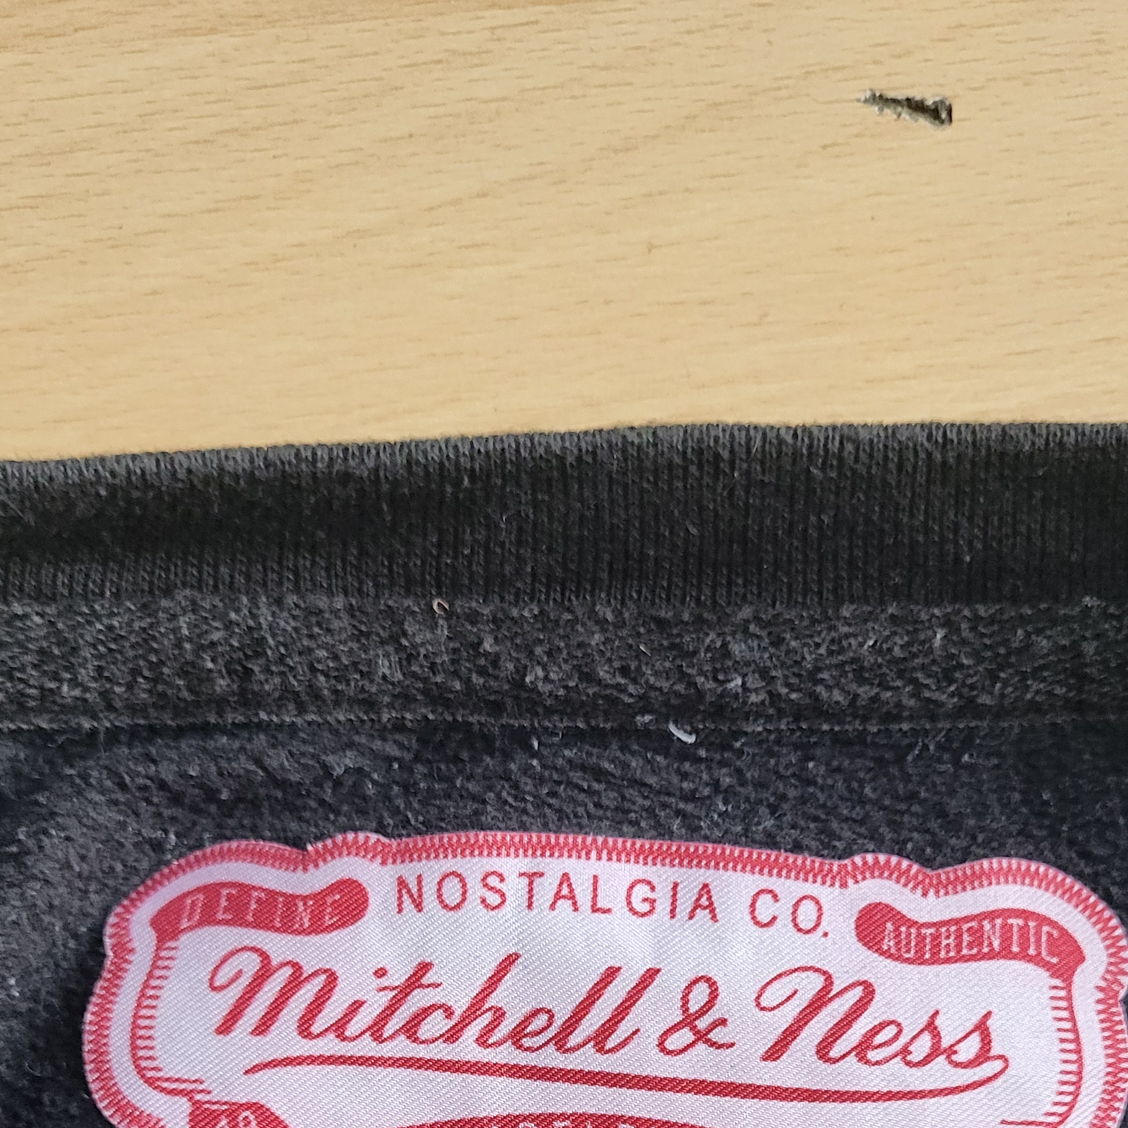 NOSTALGIA CO.
DEFINE
AUTHENTIC
Mitchell & Ness